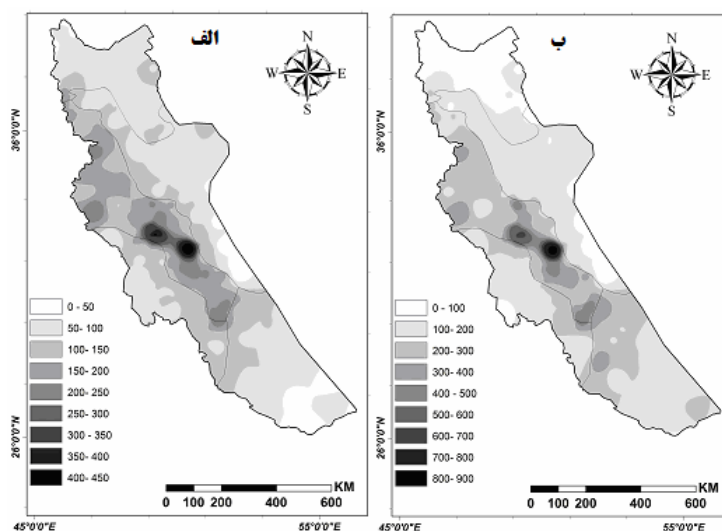 الف
N
W E
S
36°0'0"N
26°0'0"N
0 - 50
50 - 100
100 - 150
150 - 200
200 - 250
250 - 300
300 - 350
350 - 400
400 - 450
KM
0 100 200 400 600
45°0'0"E
55°0'0"E
ب
N
W E
S
36°0'0"N
26°0'0"N
0 - 100
100 - 200
200 - 300
300 - 400
400 - 500
500 - 600
600 - 700
700 - 800
800 - 900
KM
0 100 200 400 600
45°0'0"E
55°0'0"E